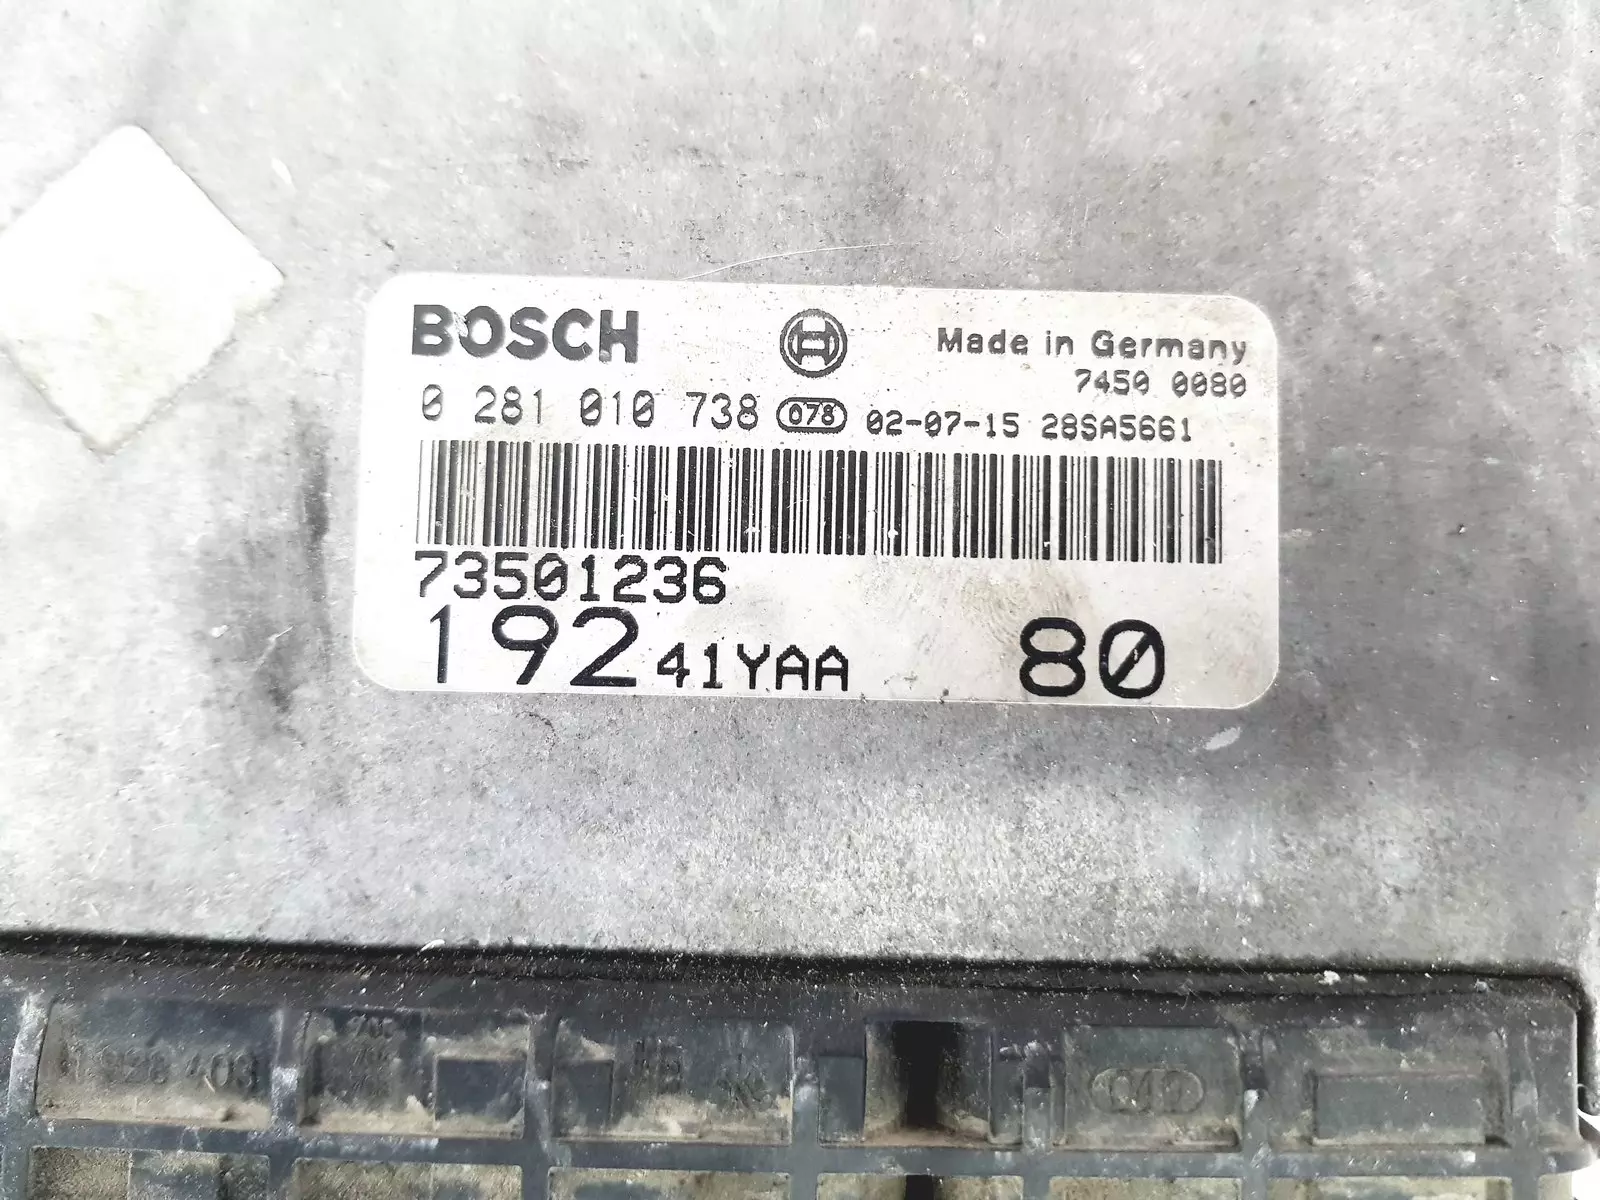 BOSCH
Made in Germany
7450 0080
0 281 010 738 078 02-07-15 28SA5661
73501236
192 41YAA 80